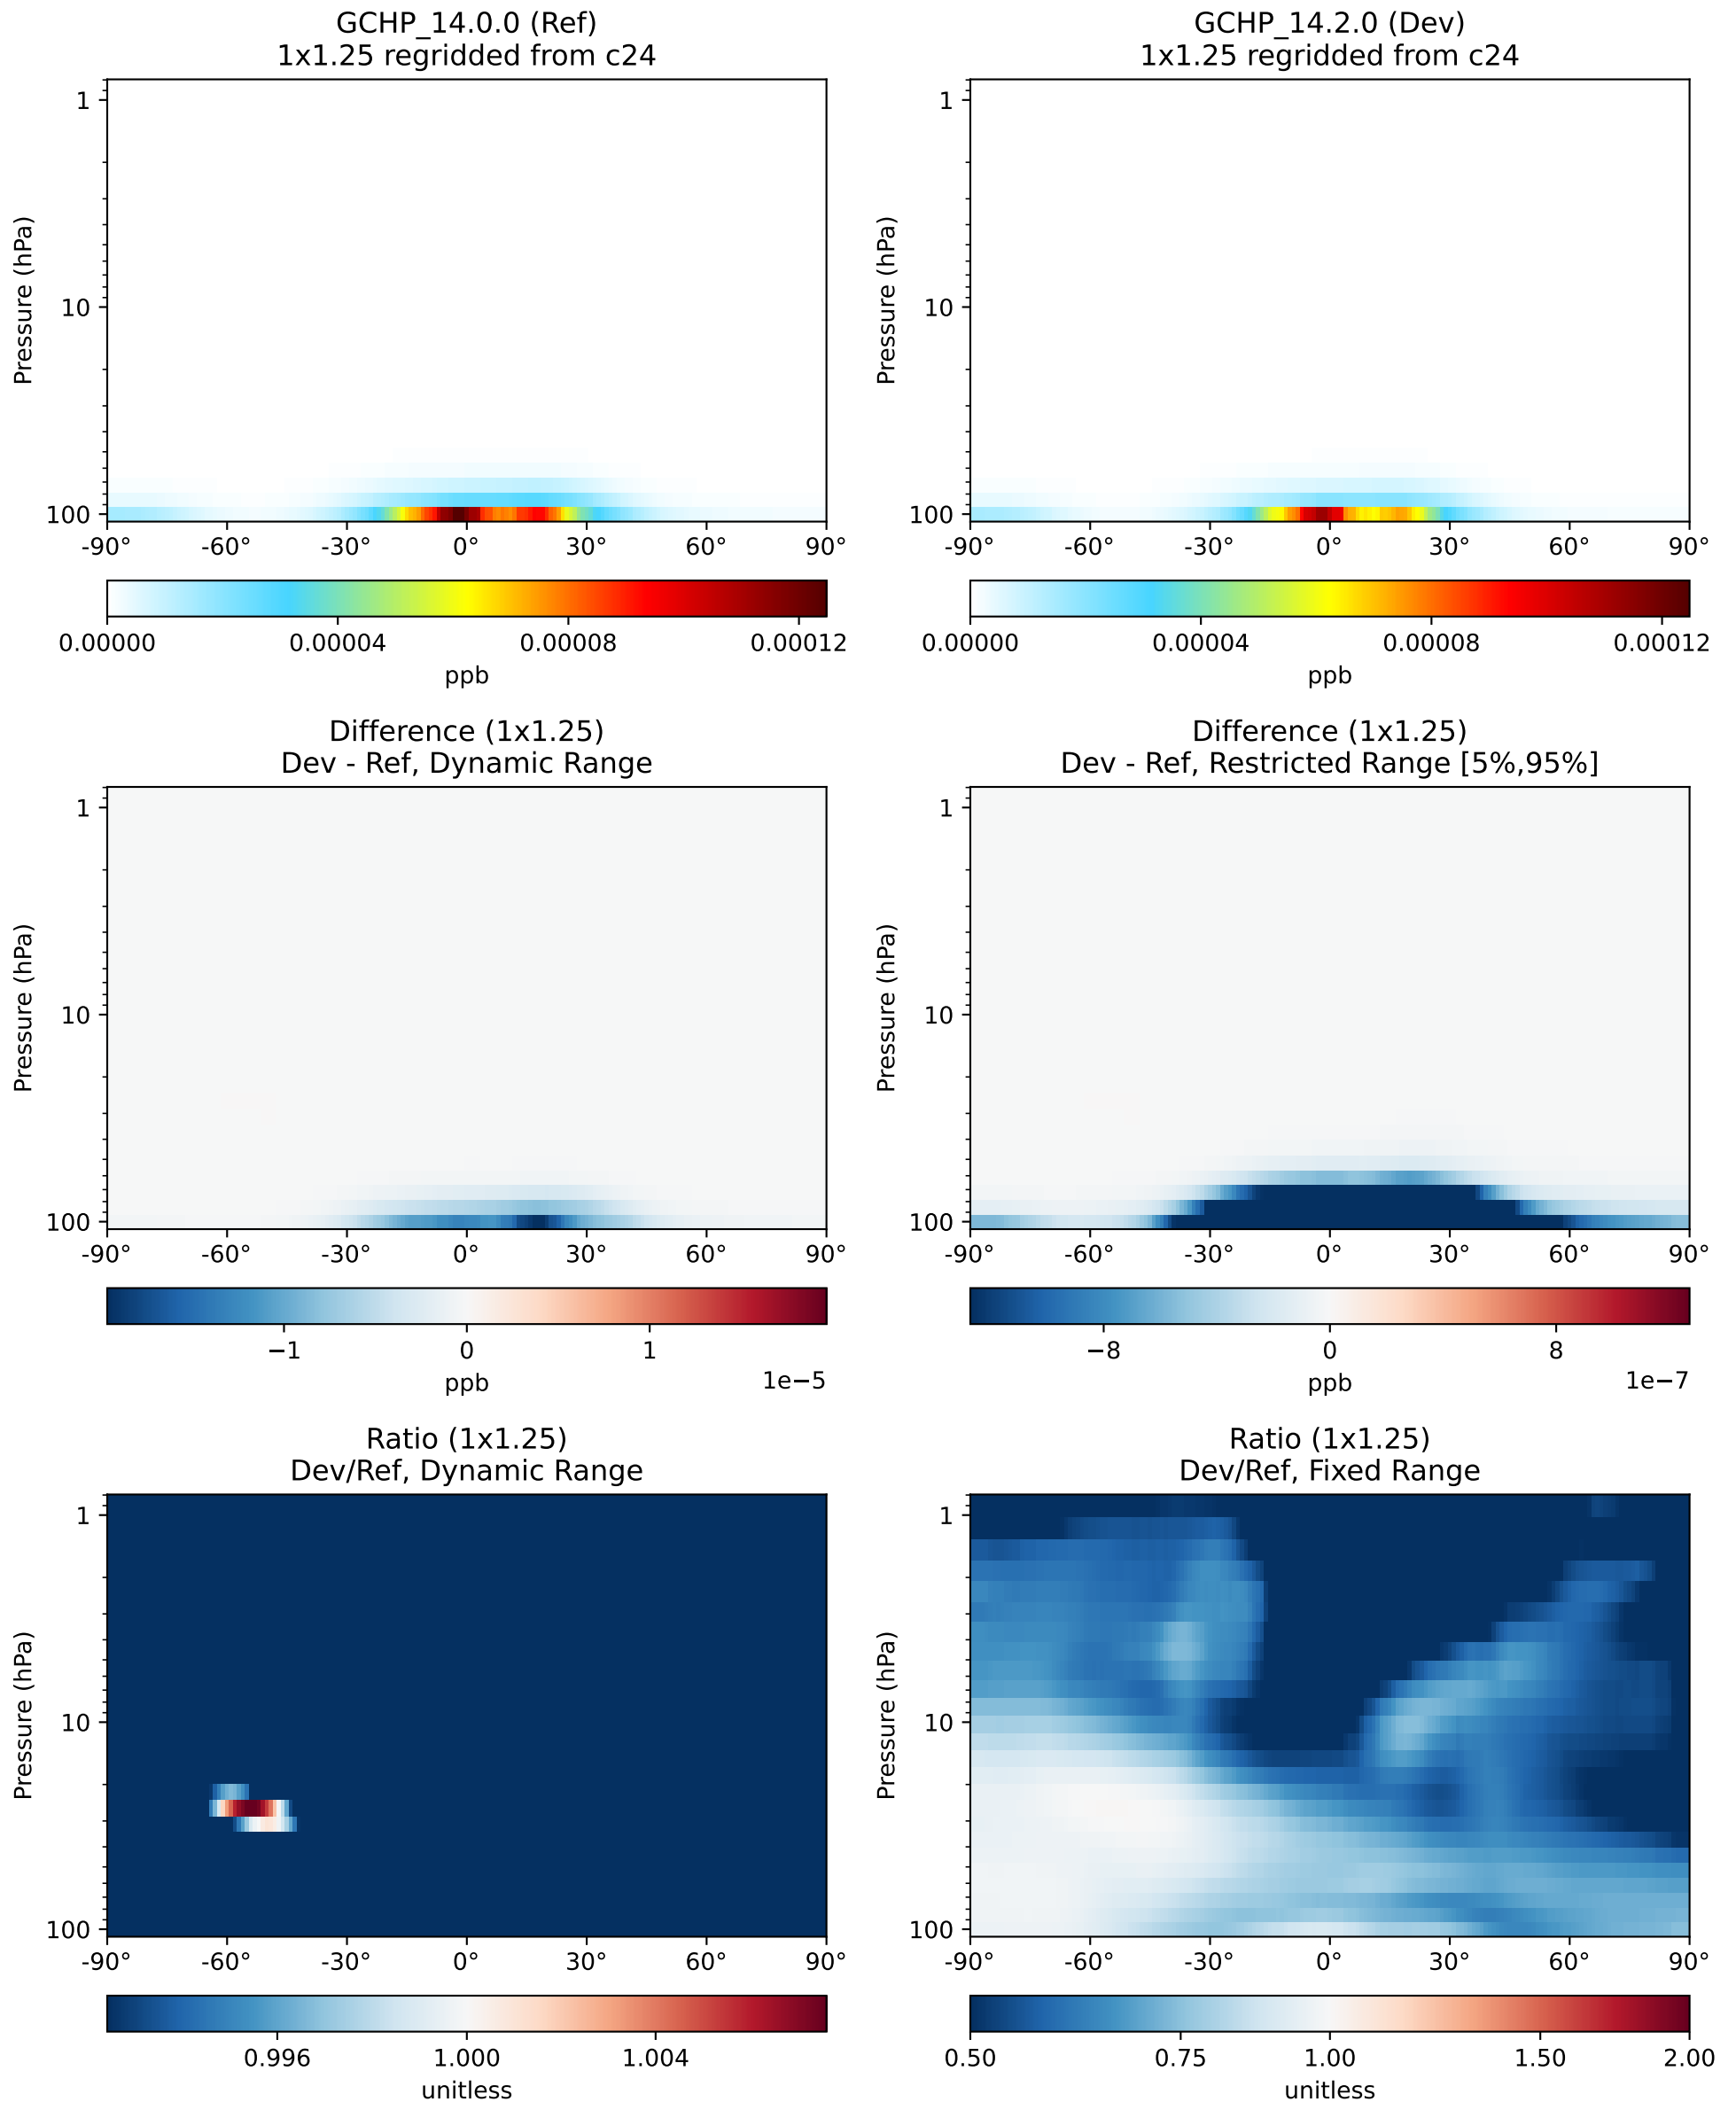 GCHP_14.0.0 (Ref)
1x1.25 regridded from c24
Pressure (hPa)
1
10
100
-90° -60° -30° 0° 30° 60° 90°
0.00000 0.00004 0.00008 0.00012
ppb
GCHP_14.2.0 (Dev)
1x1.25 regridded from c24
Pressure (hPa)
1
10
100
-90° -60° -30° 0° 30° 60° 90°
0.00000 0.00004 0.00008 0.00012
ppb
Difference (1x1.25)
Dev - Ref, Dynamic Range
Pressure (hPa)
1
10
100
-90° -60° -30° 0° 30° 60° 90°
−1 0 1
ppb 1e−5
Difference (1x1.25)
Dev - Ref, Restricted Range [5%,95%]
Pressure (hPa)
1
10
100
-90° -60° -30° 0° 30° 60° 90°
−8 0 8
ppb 1e−7
Ratio (1x1.25)
Dev/Ref, Dynamic Range
Pressure (hPa)
1
10
100
-90° -60° -30° 0° 30° 60° 90°
0.996 1.000 1.004
unitless
Ratio (1x1.25)
Dev/Ref, Fixed Range
Pressure (hPa)
1
10
100
-90° -60° -30° 0° 30° 60° 90°
0.50 0.75 1.00 1.50 2.00
unitless